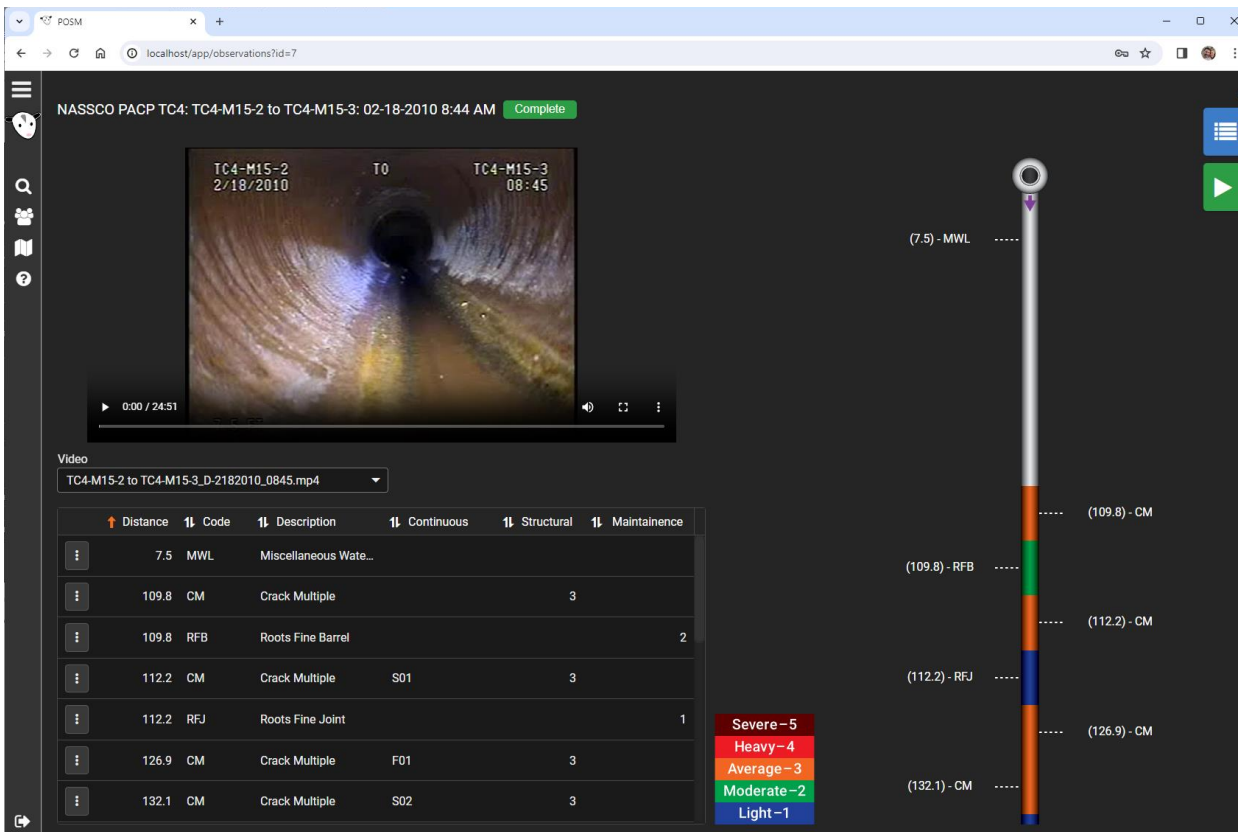 POSM
localhost/app/observations?id=7
NASSCO PACP TC4: TC4-M15-2 to TC4-M15-3: 02-18-2010 8:44 AM Complete
TC4-M15-2 TO TC4-M15-3
2/18/2010 08:45
0:00 / 24:51
Video
TC4-M15-2 to TC4-M15-3_D-2182010_0845.mp4
Distance Code Description Continuous Structural Maintainence
7.5 MWL Miscellaneous Wate...
109.8 CM Crack Multiple 3
109.8 RFB Roots Fine Barrel 2
112.2 CM Crack Multiple S01 3
112.2 RFJ Roots Fine Joint 1
126.9 CM Crack Multiple F01 3
132.1 CM Crack Multiple S02 3
Severe-5
Heavy-4
Average-3
Moderate-2
Light-1
(7.5) - MWL
(109.8) - CM
(109.8) - RFB
(112.2) - CM
(112.2) - RFJ
(126.9) - CM
(132.1) - CM